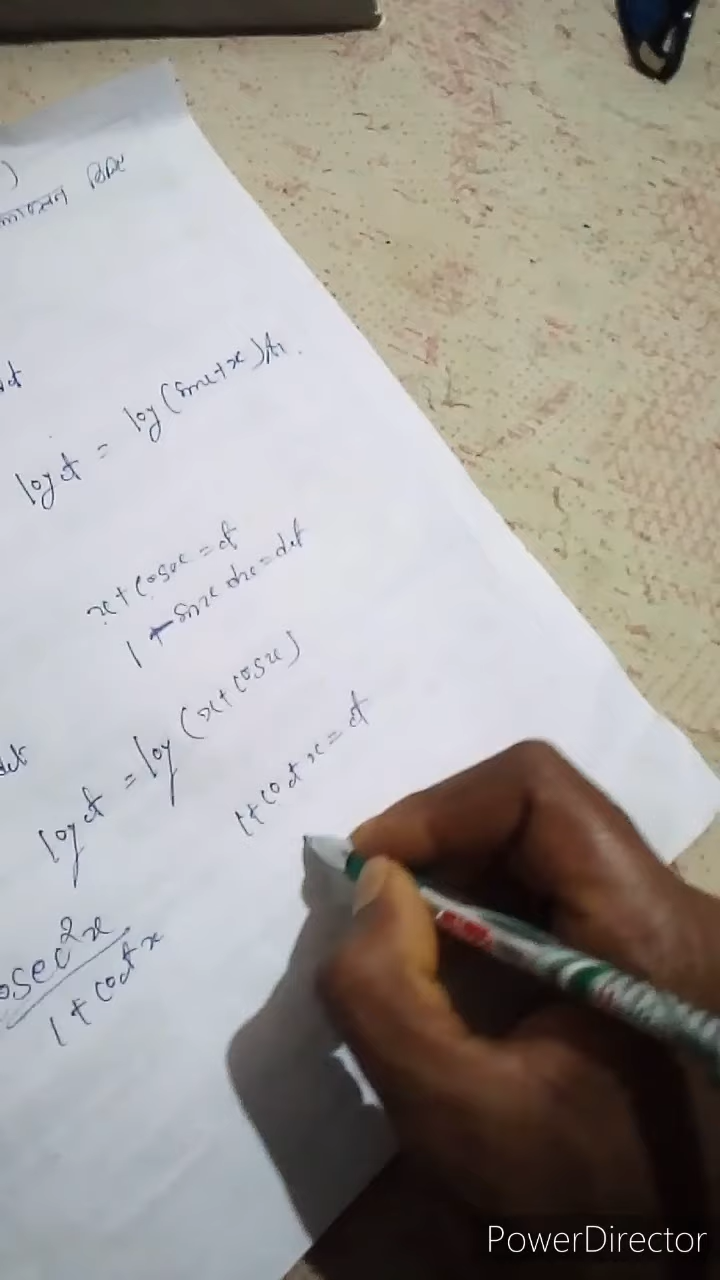 )
log t = log (sinx+x) A.
x + cosx = t
1 - sinx dx = dt
log t = log (x+cosx)
1+cot x = t
cosec²x
1 + cot x
PowerDirector